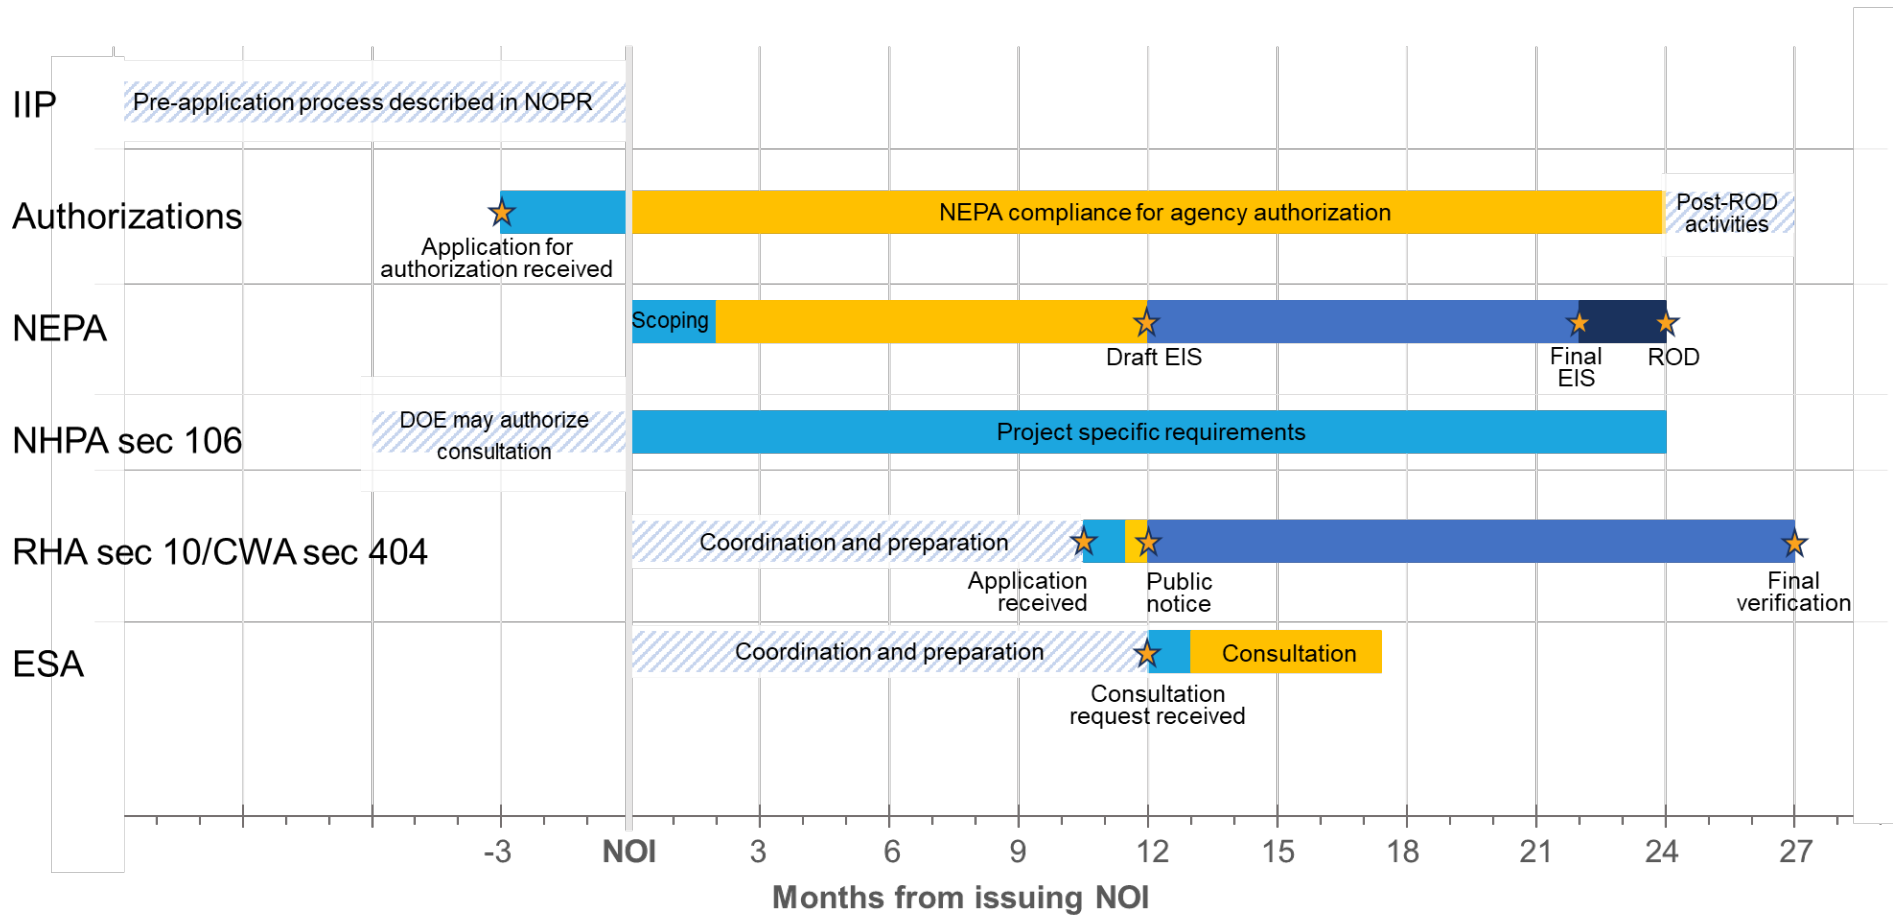 IIP
Pre-application process described in NOPR
Authorizations
NEPA compliance for agency authorization
Post-ROD
activities
Application for
authorization received
NEPA
Scoping
Draft EIS
Final
EIS
ROD
NHPA sec 106
DOE may authorize
consultation
Project specific requirements
RHA sec 10/CWA sec 404
Coordination and preparation
Application
received
Public
notice
Final
verification
ESA
Coordination and preparation
Consultation
Consultation
request received
-3 NOI 3 6 9 12 15 18 21 24 27
Months from issuing NOI